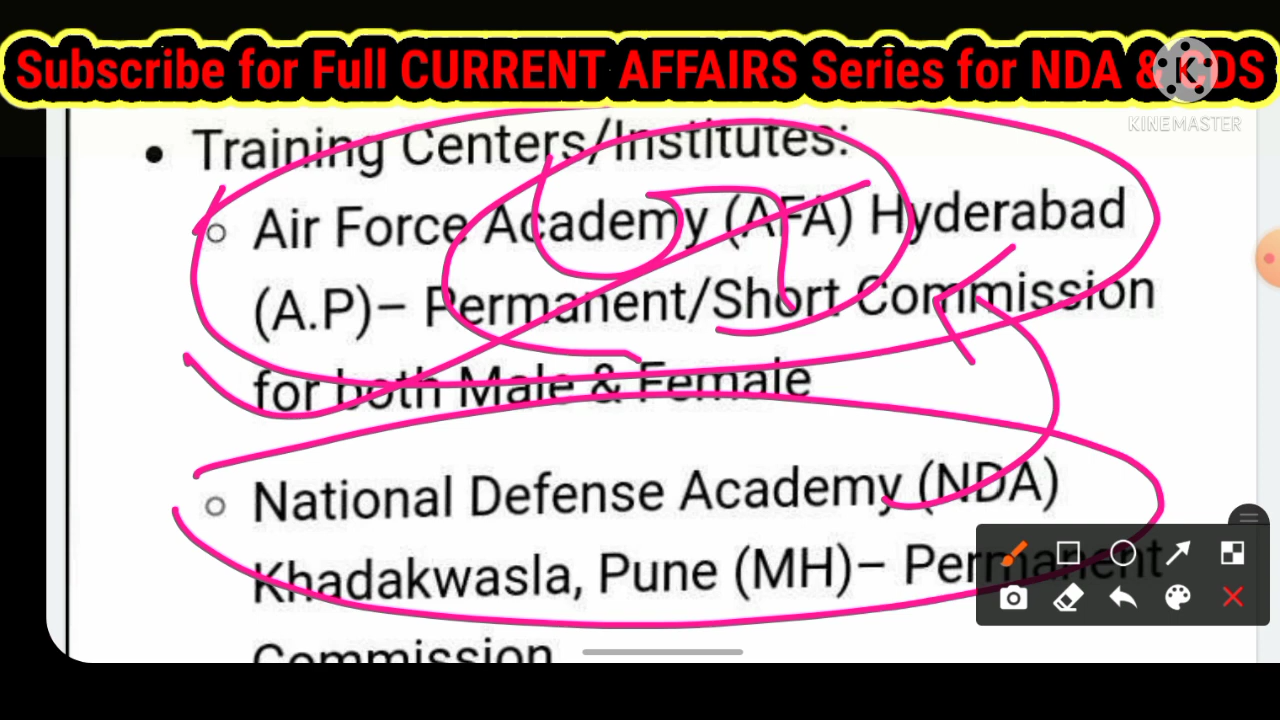 Subscribe for Full CURRENT AFFAIRS Series for NDA & CDS
K
KINEMASTER
Training Centers/Institutes:
Air Force Academy (AFA) Hyderabad
(A.P)– Permanent/Short Commission
for both Male & Female
National Defense Academy (NDA)
Khadakwasla, Pune (MH)– Permanent
Commission